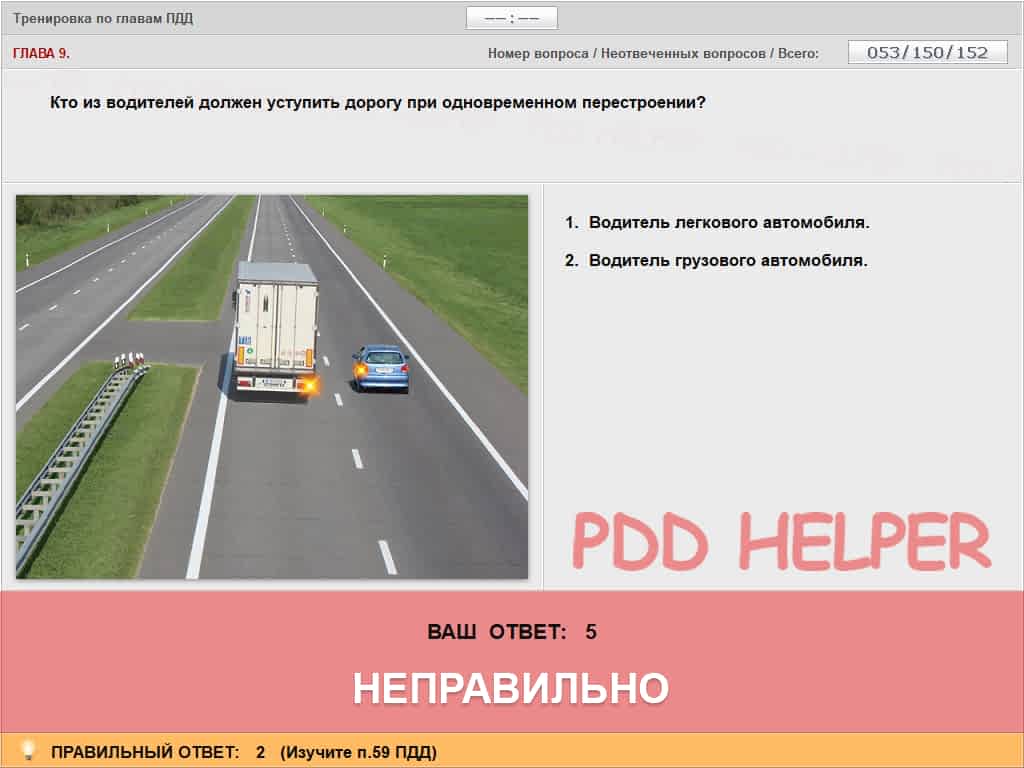 Тренировка по главам ПДД
—— : ——
ГЛАВА 9.
Номер вопроса / Неотвеченных вопросов / Всего:
053/150/152
Кто из водителей должен уступить дорогу при одновременном перестроении?
1. Водитель легкового автомобиля.
2. Водитель грузового автомобиля.
PDD HELPER
ВАШ ОТВЕТ: 5
НЕПРАВИЛЬНО
ПРАВИЛЬНЫЙ ОТВЕТ: 2 (Изучите п.59 ПДД)